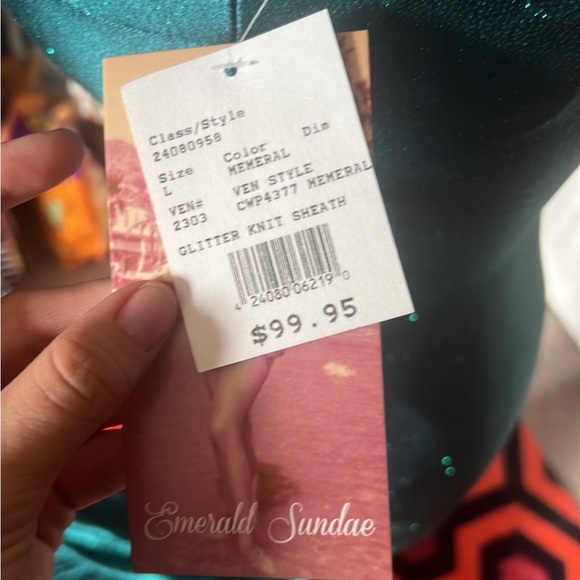 Class/Style
24080958
Size Color Dim
L MEMERAL
VEN# VEN STYLE
2303 CWP4377 MEMERAL
GLITTER KNIT SHEATH
4 24080 06219 0
$99.95
Emerald Sundae